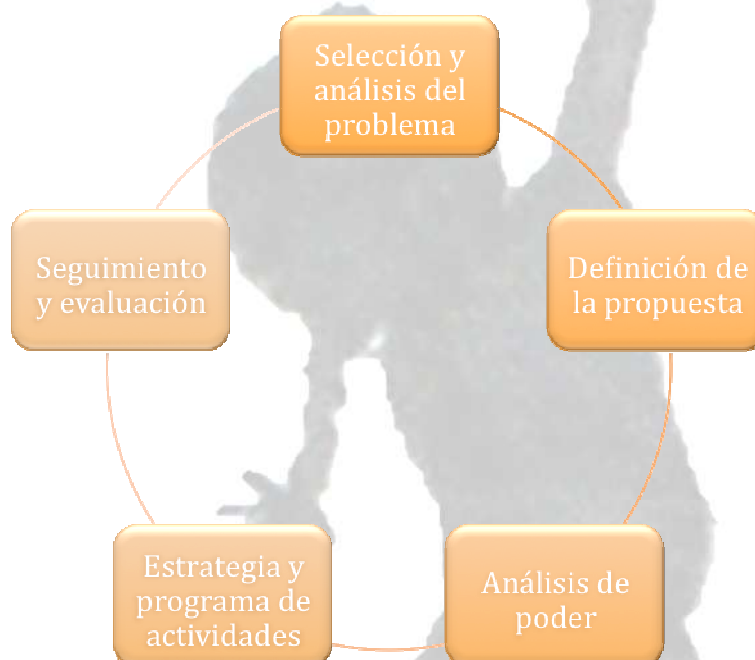 Selección y
análisis del
problema
Definición de
la propuesta
Análisis de
poder
Estrategia y
programa de
actividades
Seguimiento
y evaluación